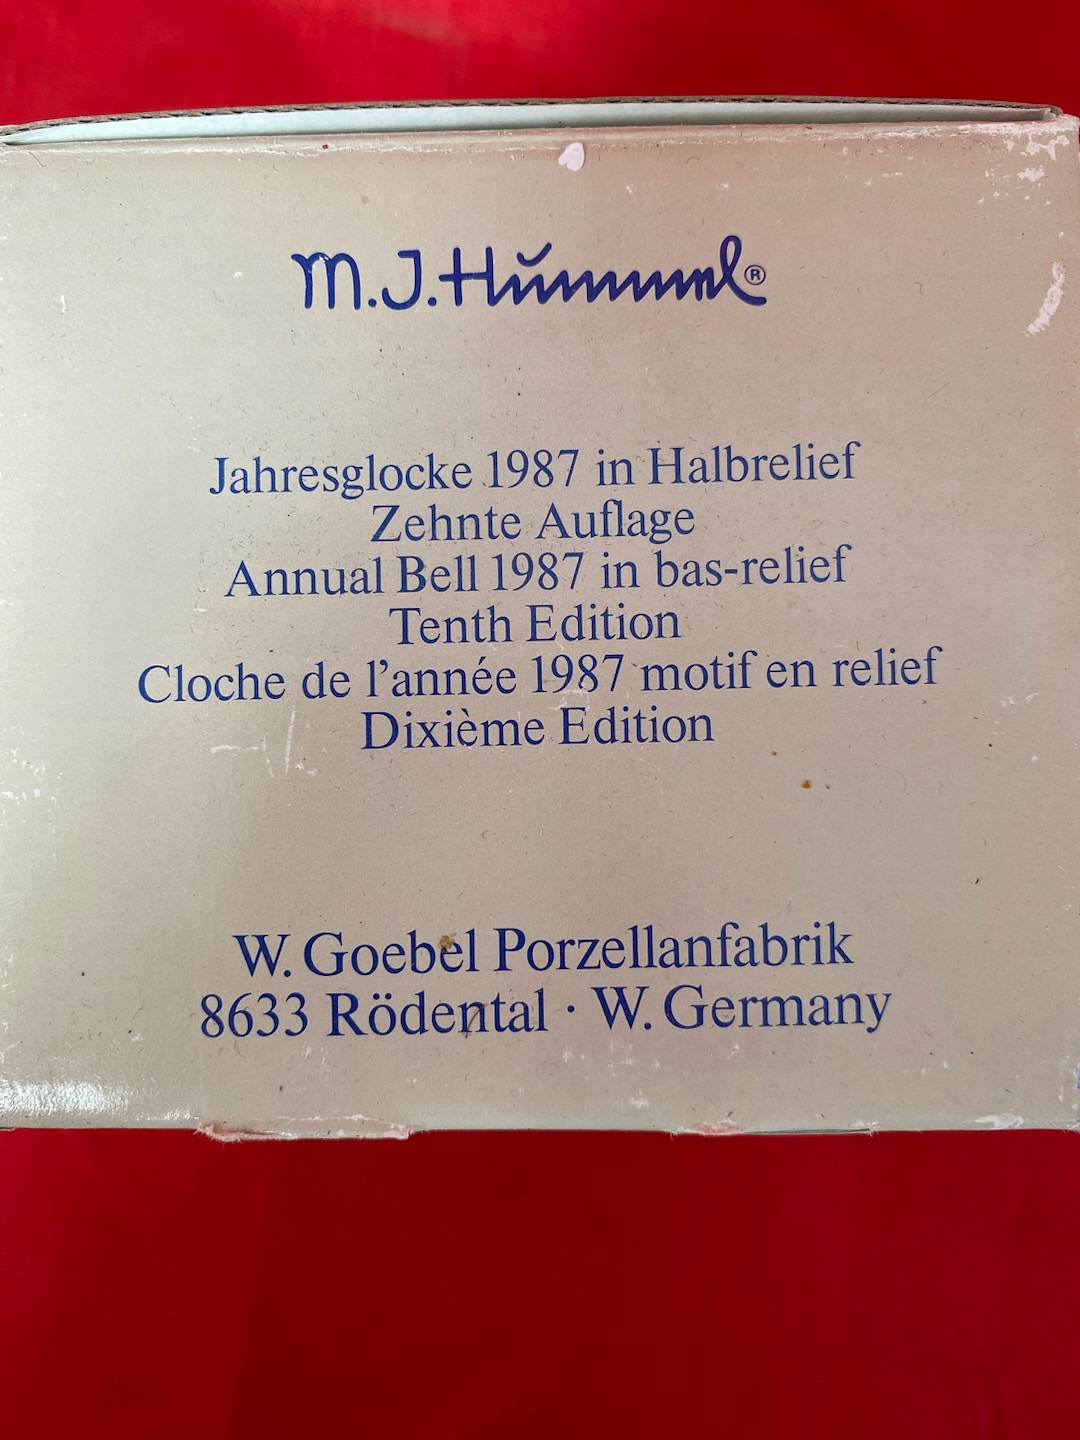 M.J.Hŭmmel®
Jahresglocke 1987 in Halbrelief
Zehnte Auflage
Annual Bell 1987 in bas-relief
Tenth Edition
Cloche de l’année 1987 motif en relief
Dixième Edition
W. Goebel Porzellanfabrik
8633 Rödental · W. Germany